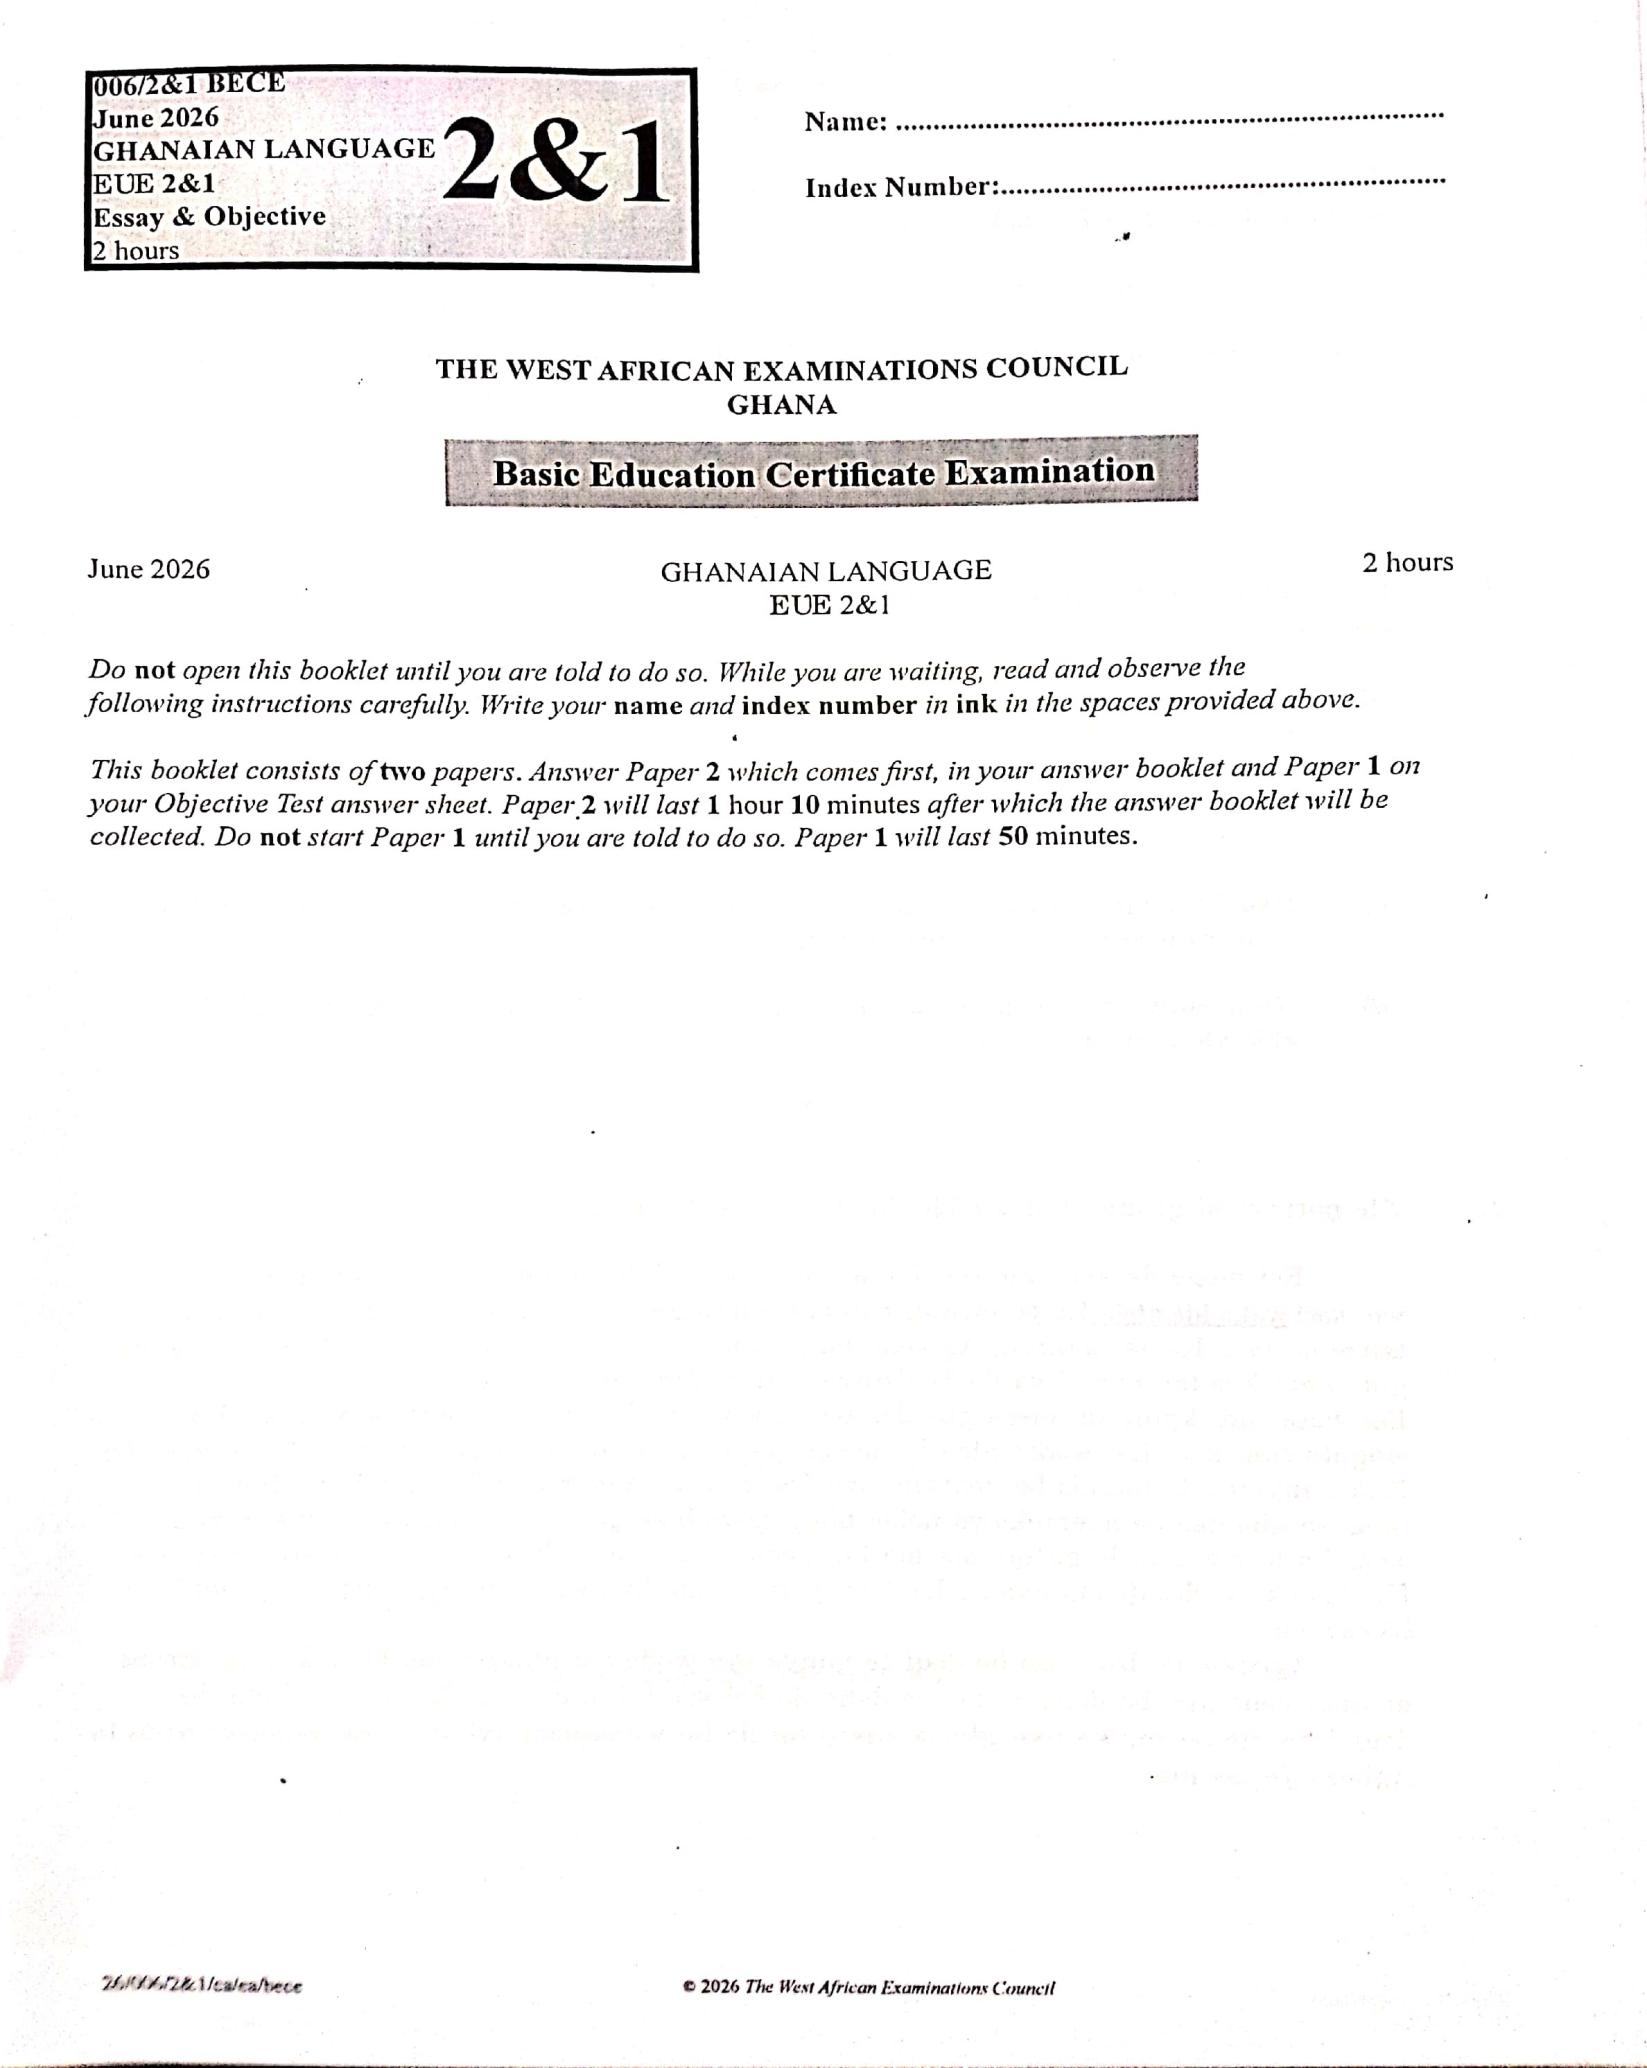 006/2&1 BECE
June 2026
GHANAIAN LANGUAGE
EUE 2&1
Essay & Objective
2 hours
2&1
Name: ..........................................................................
Index Number:............................................................
THE WEST AFRICAN EXAMINATIONS COUNCIL
GHANA
Basic Education Certificate Examination
June 2026
GHANAIAN LANGUAGE
EUE 2&1
2 hours
Do not open this booklet until you are told to do so. While you are waiting, read and observe the
following instructions carefully. Write your name and index number in ink in the spaces provided above.
This booklet consists of two papers. Answer Paper 2 which comes first, in your answer booklet and Paper 1 on
your Objective Test answer sheet. Paper 2 will last 1 hour 10 minutes after which the answer booklet will be
collected. Do not start Paper 1 until you are told to do so. Paper 1 will last 50 minutes.
© 2026 The West African Examinations Council